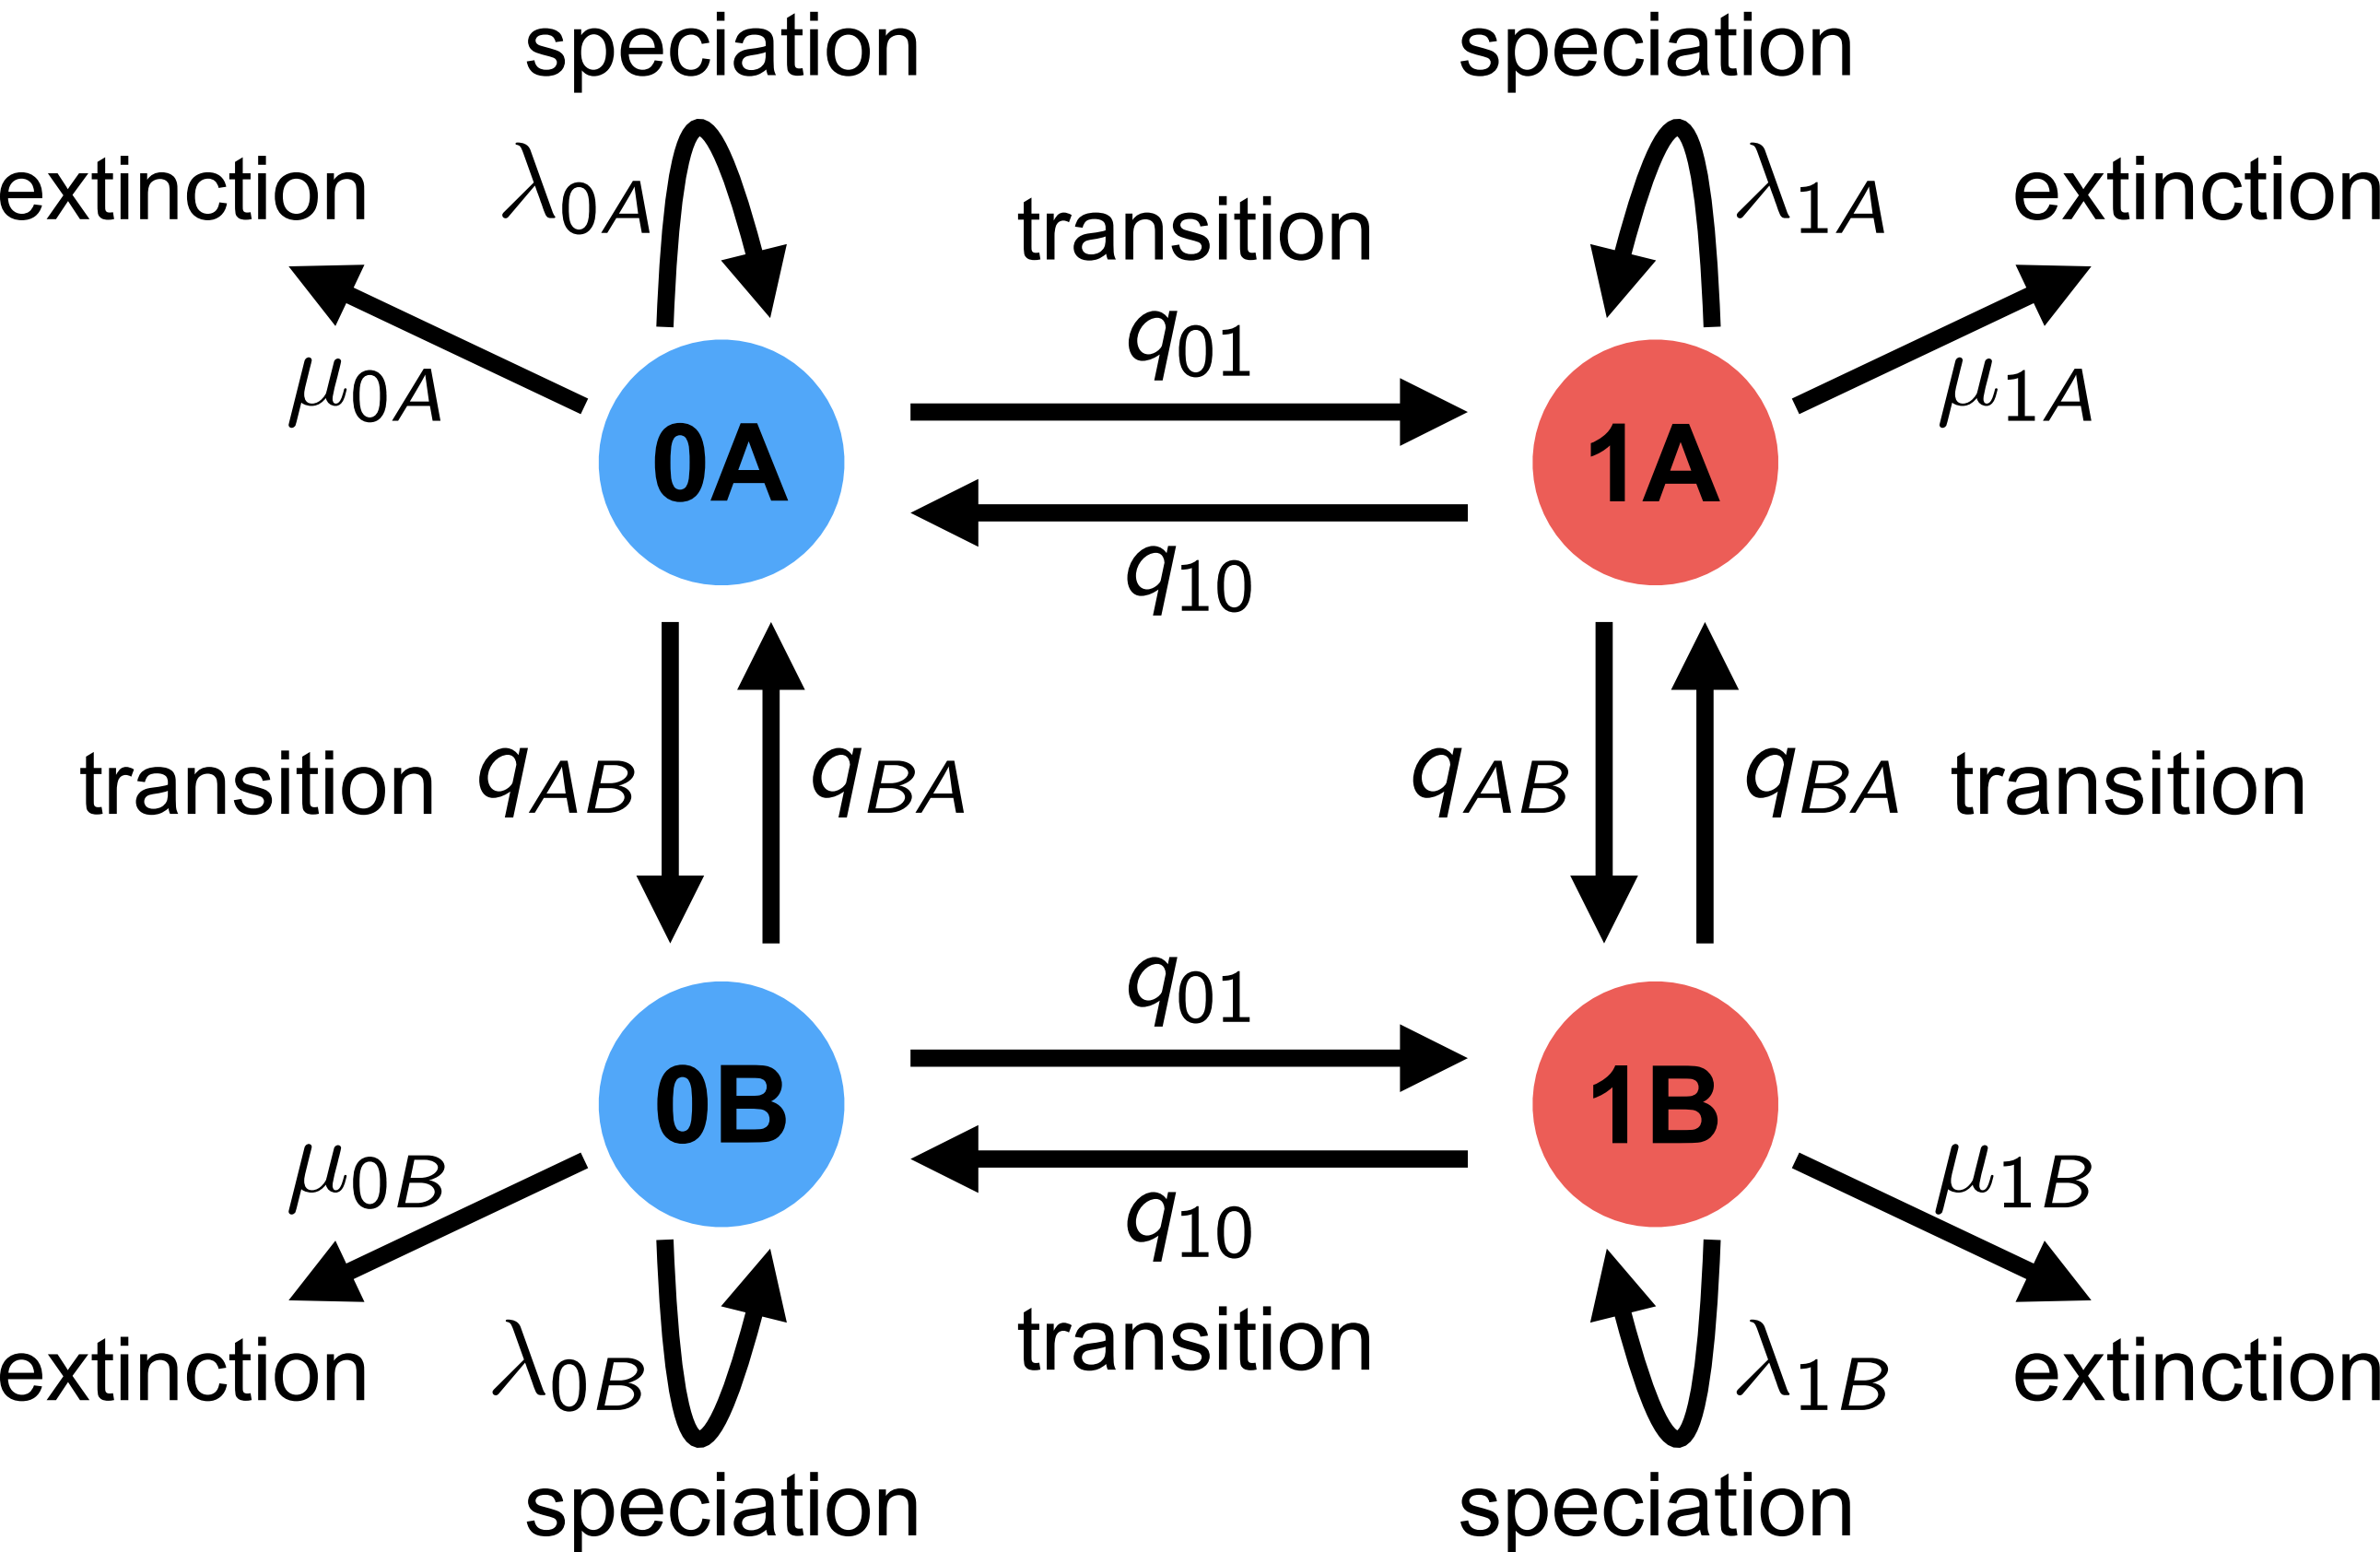 speciation speciation
extinction λ0A transition λ1A extinction
μ0A q01 μ1A
0A 1A
q10
transition qAB qBA qAB qBA transition
q01
0B 1B
μ0B q10 μ1B
extinction λ0B transition λ1B extinction
speciation speciation